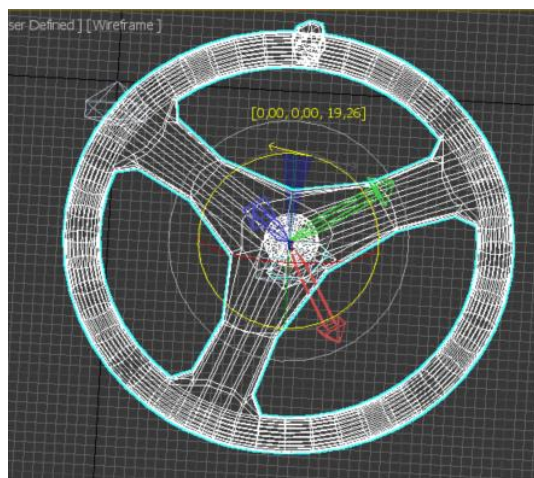 ser Defined ] [Wireframe ]
[0,00, 0,00, 19,26]